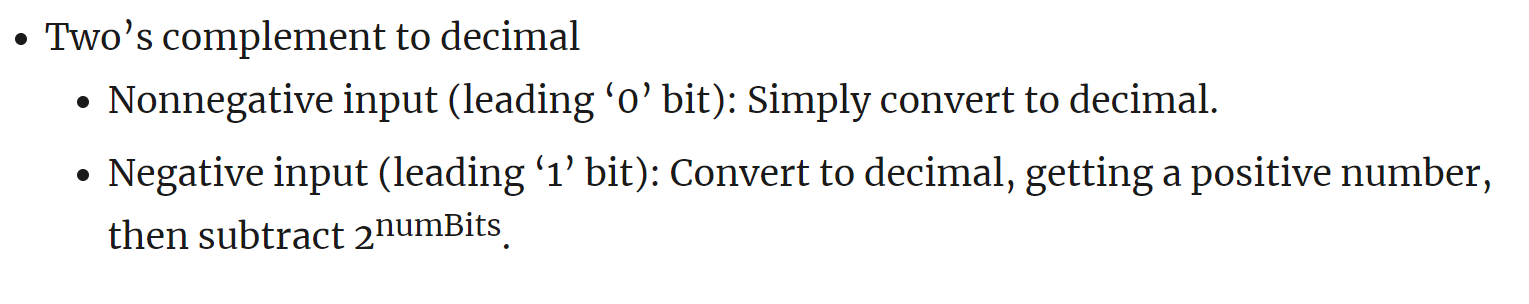 • Two’s complement to decimal
• Nonnegative input (leading ‘0’ bit): Simply convert to decimal.
• Negative input (leading ‘1’ bit): Convert to decimal, getting a positive number,
then subtract 2^numBits.